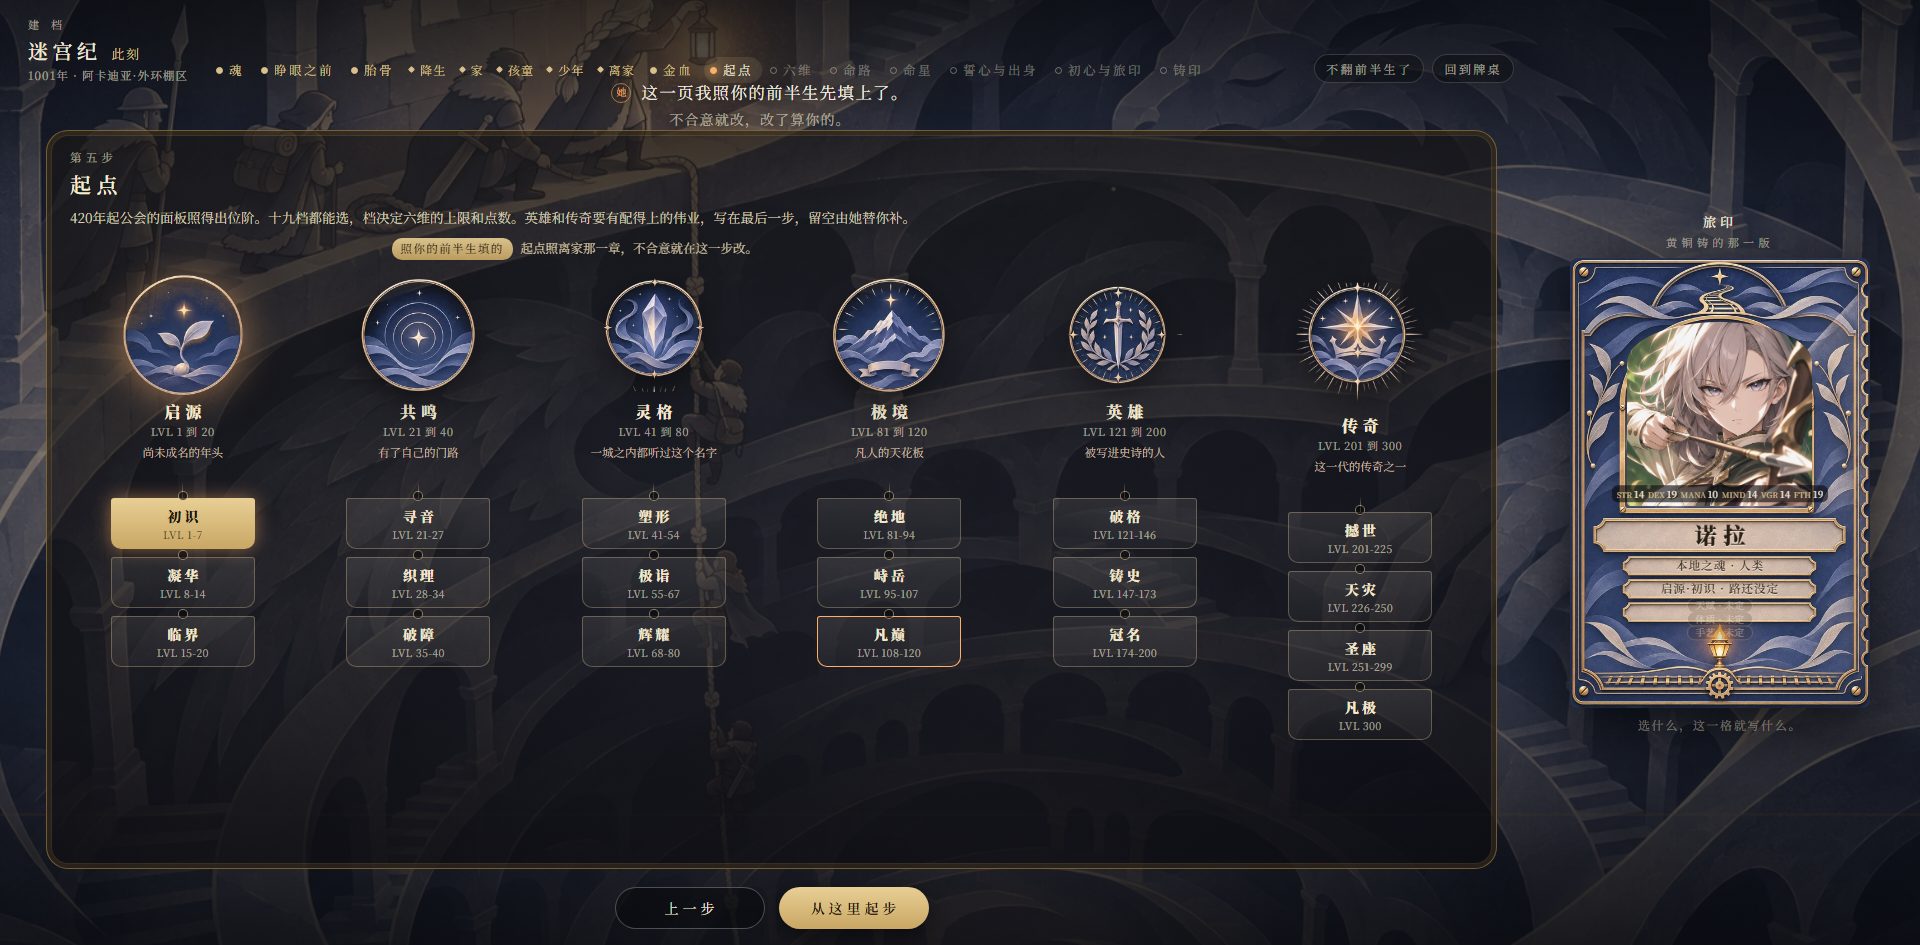 建 档
迷宫纪 此刻
1001年 · 阿卡迪亚·外环棚区
魂 睁眼之前 胎骨 降生 家 孩童 少年 离家 金血 起点 六维 命路 命星 誓心与出身 初心与旅印 铸印
不翻前半生了 回到牌桌
她 这一页我照你的前半生先填上了。
不合意就改，改了算你的。
第五步
起点
420年起公会的面板照得出位阶。十九档都能选，档决定六维的上限和点数。英雄和传奇要有配得上的伟业，写在最后一步，留空由她替你补。
照你的前半生填的 起点照离家那一章，不合意就在这一步改。
启源
LVL 1 到 20
尚未成名的年头
初识
LVL 1-7
凝华
LVL 8-14
临界
LVL 15-20
共鸣
LVL 21 到 40
有了自己的门路
寻音
LVL 21-27
织理
LVL 28-34
破障
LVL 35-40
灵格
LVL 41 到 80
一城之内都听过这个名字
塑形
LVL 41-54
极诣
LVL 55-67
辉耀
LVL 68-80
极境
LVL 81 到 120
凡人的天花板
绝地
LVL 81-94
峙岳
LVL 95-107
凡巅
LVL 108-120
英雄
LVL 121 到 200
被写进史诗的人
破格
LVL 121-146
铸史
LVL 147-173
冠名
LVL 174-200
传奇
LVL 201 到 300
这一代的传奇之一
撼世
LVL 201-225
天灾
LVL 226-250
圣座
LVL 251-299
凡极
LVL 300
旅印
黄铜铸的那一版
STR 14 DEX 19 MANA 10 MIND 14 VGR 14 FTH 19
诺拉
本地之魂 · 人类
启源·初识 · 路还没定
选什么，这一格就写什么。
上一步
从这里起步